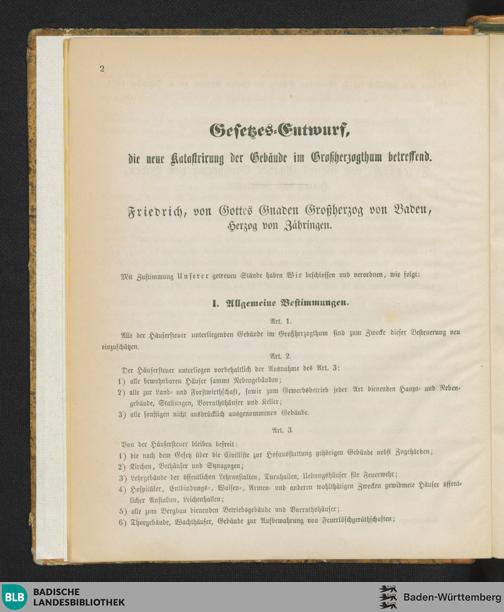 2
Gesetzes-Entwurf,
die neue Katastrirung der Gebäude im Großherzogthum betreffend.
Friedrich, von Gottes Gnaden Großherzog von Baden,
Herzog von Zähringen.
Mit Zustimmung Unserer getreuen Stände haben Wir beschlossen und verordnen, wie folgt:
I. Allgemeine Bestimmungen.
Art. 1.
Alle der Häusersteuer unterliegenden Gebäude im Großherzogthum sind zum Zwecke dieser Besteuerung neu
einzuschätzen.
Art. 2.
Der Häusersteuer unterliegen vorbehaltlich der Ausnahme des Art. 3:
1) alle bewohnbaren Häuser sammt Nebengebäuden;
2) alle zur Land- und Forstwirthschaft, sowie zum Gewerbsbetrieb jeder Art dienenden Haupt- und Neben-
gebäude, Stallungen, Vorrathshäuser und Keller;
3) alle sonstigen nicht ausdrücklich ausgenommenen Gebäude.
Art. 3.
Von der Häusersteuer bleiben befreit:
1) die nach dem Gesetz über die Civilliste zur Hofausstattung gehörigen Gebäude nebst Zugehörden;
2) Kirchen, Bethäuser und Synagogen;
3) Lehrgebäude der öffentlichen Lehranstalten, Turnhallen, Uebungshäuser für Feuerwehr;
4) Hospitäler, Entbindungs-, Waisen-, Armen- und anderen wohlthätigen Zwecken gewidmete Häuser öffent-
licher Anstalten, Leichenhallen;
5) alle zum Bergbau dienenden Betriebsgebäude und Vorrathshäuser;
6) Thorgebäude, Wachthäuser, Gebäude zur Aufbewahrung von Feuerlöschgeräthschaften;
BLB BADISCHE
LANDESBIBLIOTHEK
Baden-Württemberg